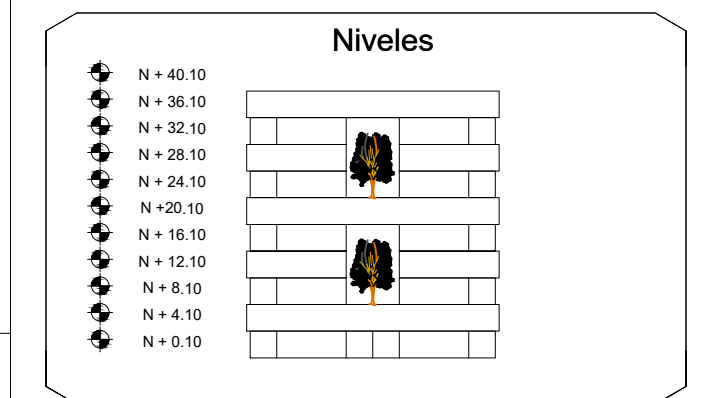 Niveles
N + 40.10
N + 36.10
N + 32.10
N + 28.10
N + 24.10
N +20.10
N + 16.10
N + 12.10
N + 8.10
N + 4.10
N + 0.10